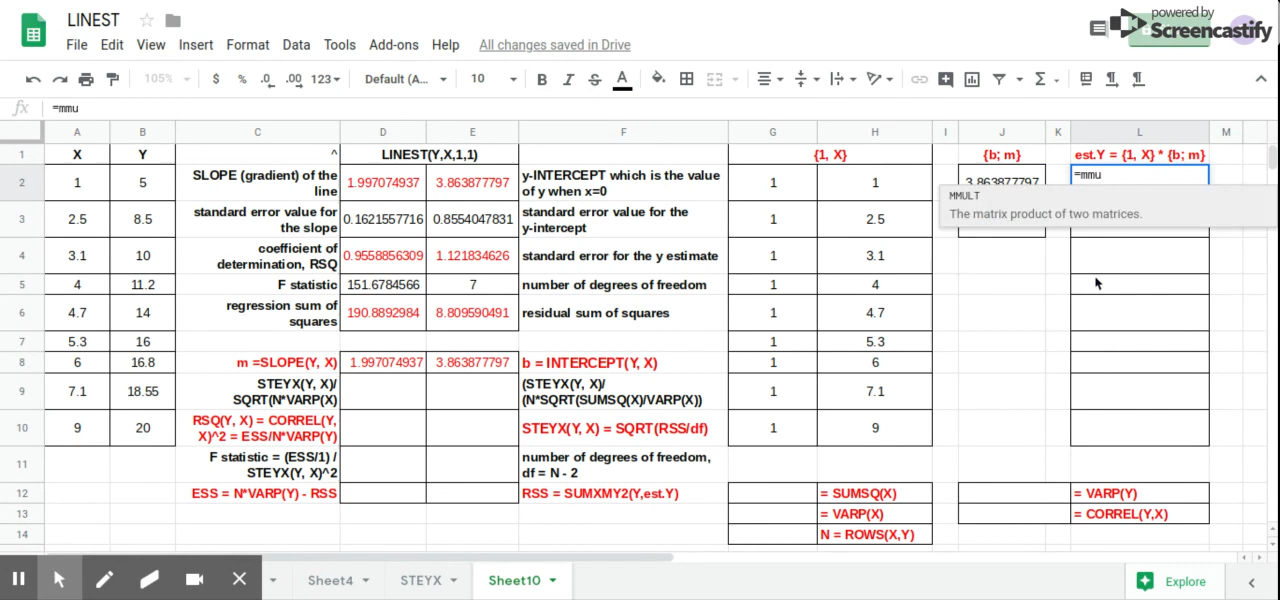 powered by
Screencastify
LINEST
File Edit View Insert Format Data Tools Add-ons Help All changes saved in Drive
105% $ % .0 .00 123 Default (A... 10 B I S A
fx =mmu
A B C D E F G H I J K L M
1 X Y ^ LINEST(Y,X,1,1) {1, X} {b; m} est.Y = {1, X} * {b; m}
2 1 5 SLOPE (gradient) of the line 1.997074937 3.863877797 y-INTERCEPT which is the value of y when x=0 1 1 3.863877797 =mmu
MMULT
The matrix product of two matrices.
3 2.5 8.5 standard error value for the slope 0.1621557716 0.8554047831 standard error value for the y-intercept 1 2.5
4 3.1 10 coefficient of determination, RSQ 0.9558856309 1.121834626 standard error for the y estimate 1 3.1
5 4 11.2 F statistic 151.6784566 7 number of degrees of freedom 1 4
6 4.7 14 regression sum of squares 190.8892984 8.809590491 residual sum of squares 1 4.7
7 5.3 16 1 5.3
8 6 16.8 m =SLOPE(Y, X) 1.997074937 3.863877797 b = INTERCEPT(Y, X) 1 6
9 7.1 18.55 STEYX(Y, X)/ SQRT(N*VARP(X) (STEYX(Y, X)/ (N*SQRT(SUMSQ(X)/VARP(X)) 1 7.1
10 9 20 RSQ(Y, X) = CORREL(Y, X)^2 = ESS/N*VARP(Y) STEYX(Y, X) = SQRT(RSS/df) 1 9
11 F statistic = (ESS/1) / STEYX(Y, X)^2 number of degrees of freedom, df = N - 2
12 ESS = N*VARP(Y) - RSS RSS = SUMXMY2(Y,est.Y) = SUMSQ(X) = VARP(Y)
13 = VARP(X) = CORREL(Y,X)
14 N = ROWS(X,Y)
Sheet4 STEYX Sheet10 Explore